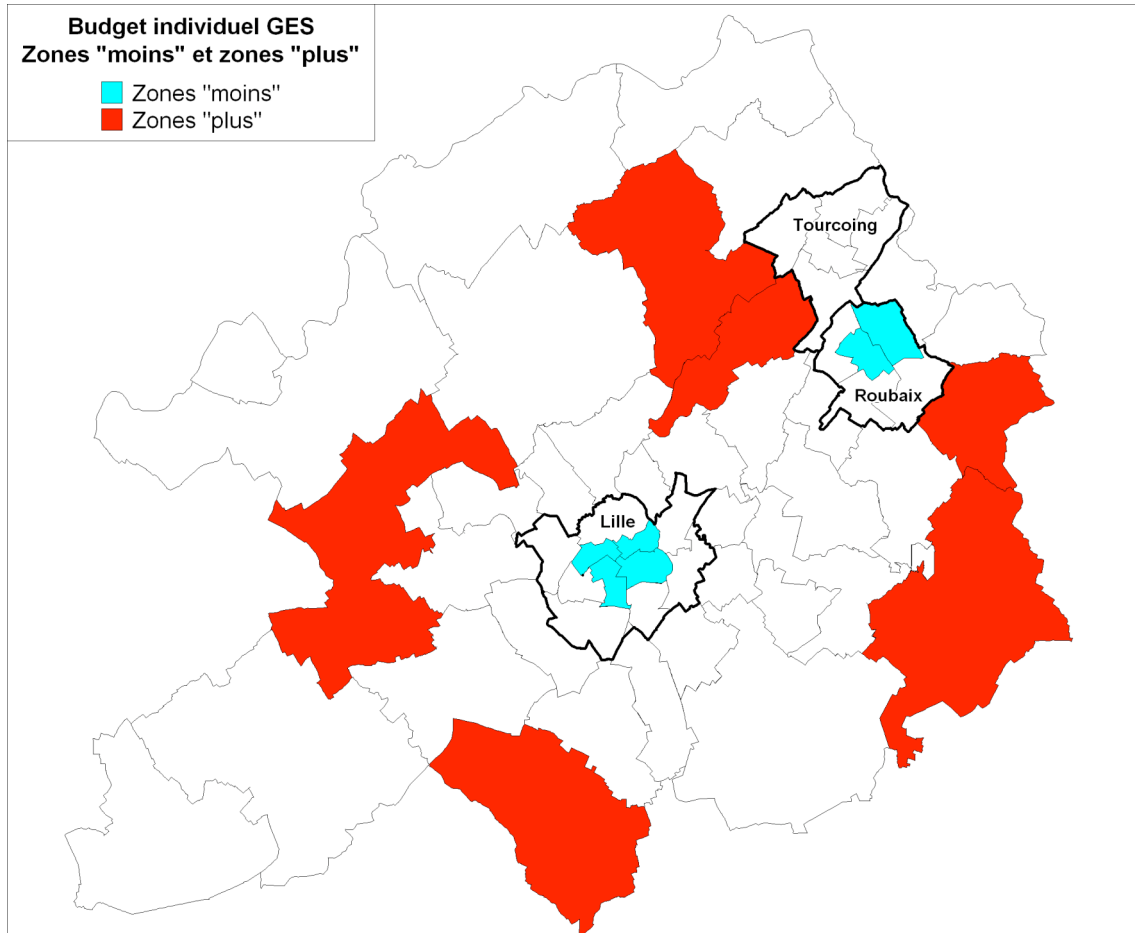 Budget individuel GES
Zones "moins" et zones "plus"
Zones "moins"
Zones "plus"
Tourcoing
Roubaix
Lille